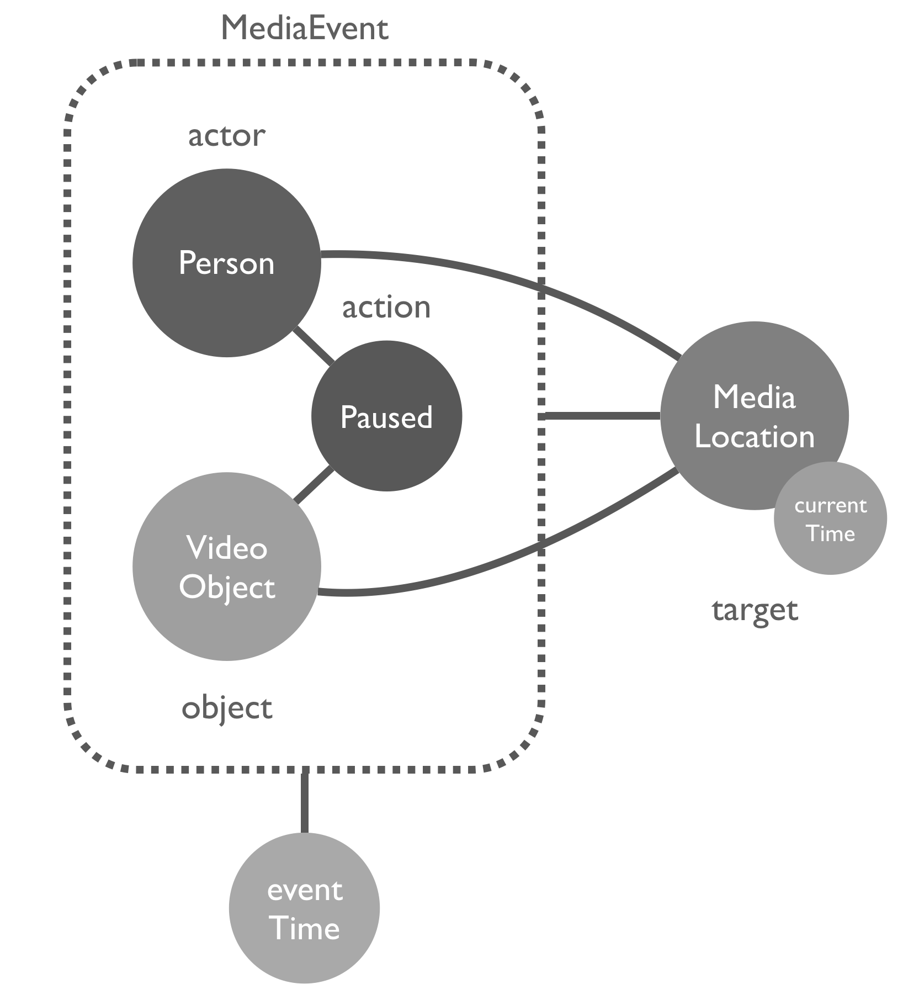 MediaEvent
actor
Person
action
Paused
Media
Location
current
Time
target
Video
Object
object
event
Time